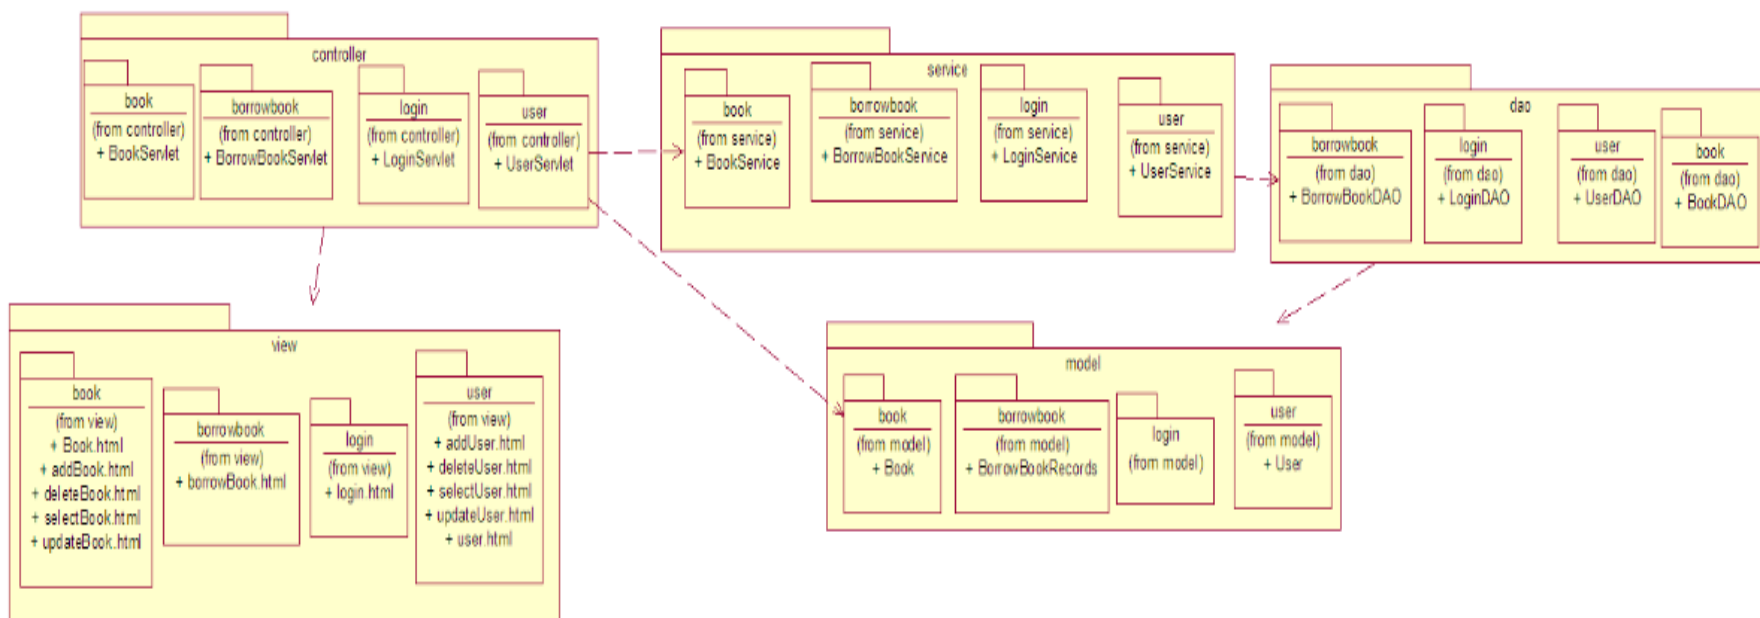 controller
book
(from controller)
+ BookServlet
borrowbook
(from controller)
+ BorrowBookServlet
login
(from controller)
+ LoginServlet
user
(from controller)
+ UserServlet
service
book
(from service)
+ BookService
borrowbook
(from service)
+ BorrowBookService
login
(from service)
+ LoginService
user
(from service)
+ UserService
dao
borrowbook
(from dao)
+ BorrowBookDAO
login
(from dao)
+ LoginDAO
user
(from dao)
+ UserDAO
book
(from dao)
+ BookDAO
view
book
(from view)
+ Book.html
+ addBook.html
+ deleteBook.html
+ selectBook.html
+ updateBook.html
borrowbook
(from view)
+ borrowBook.html
login
(from view)
+ login.html
user
(from view)
+ addUser.html
+ deleteUser.html
+ selectUser.html
+ updateUser.html
+ user.html
model
book
(from model)
+ Book
borrowbook
(from model)
+ BorrowBookRecords
login
(from model)
user
(from model)
+ User